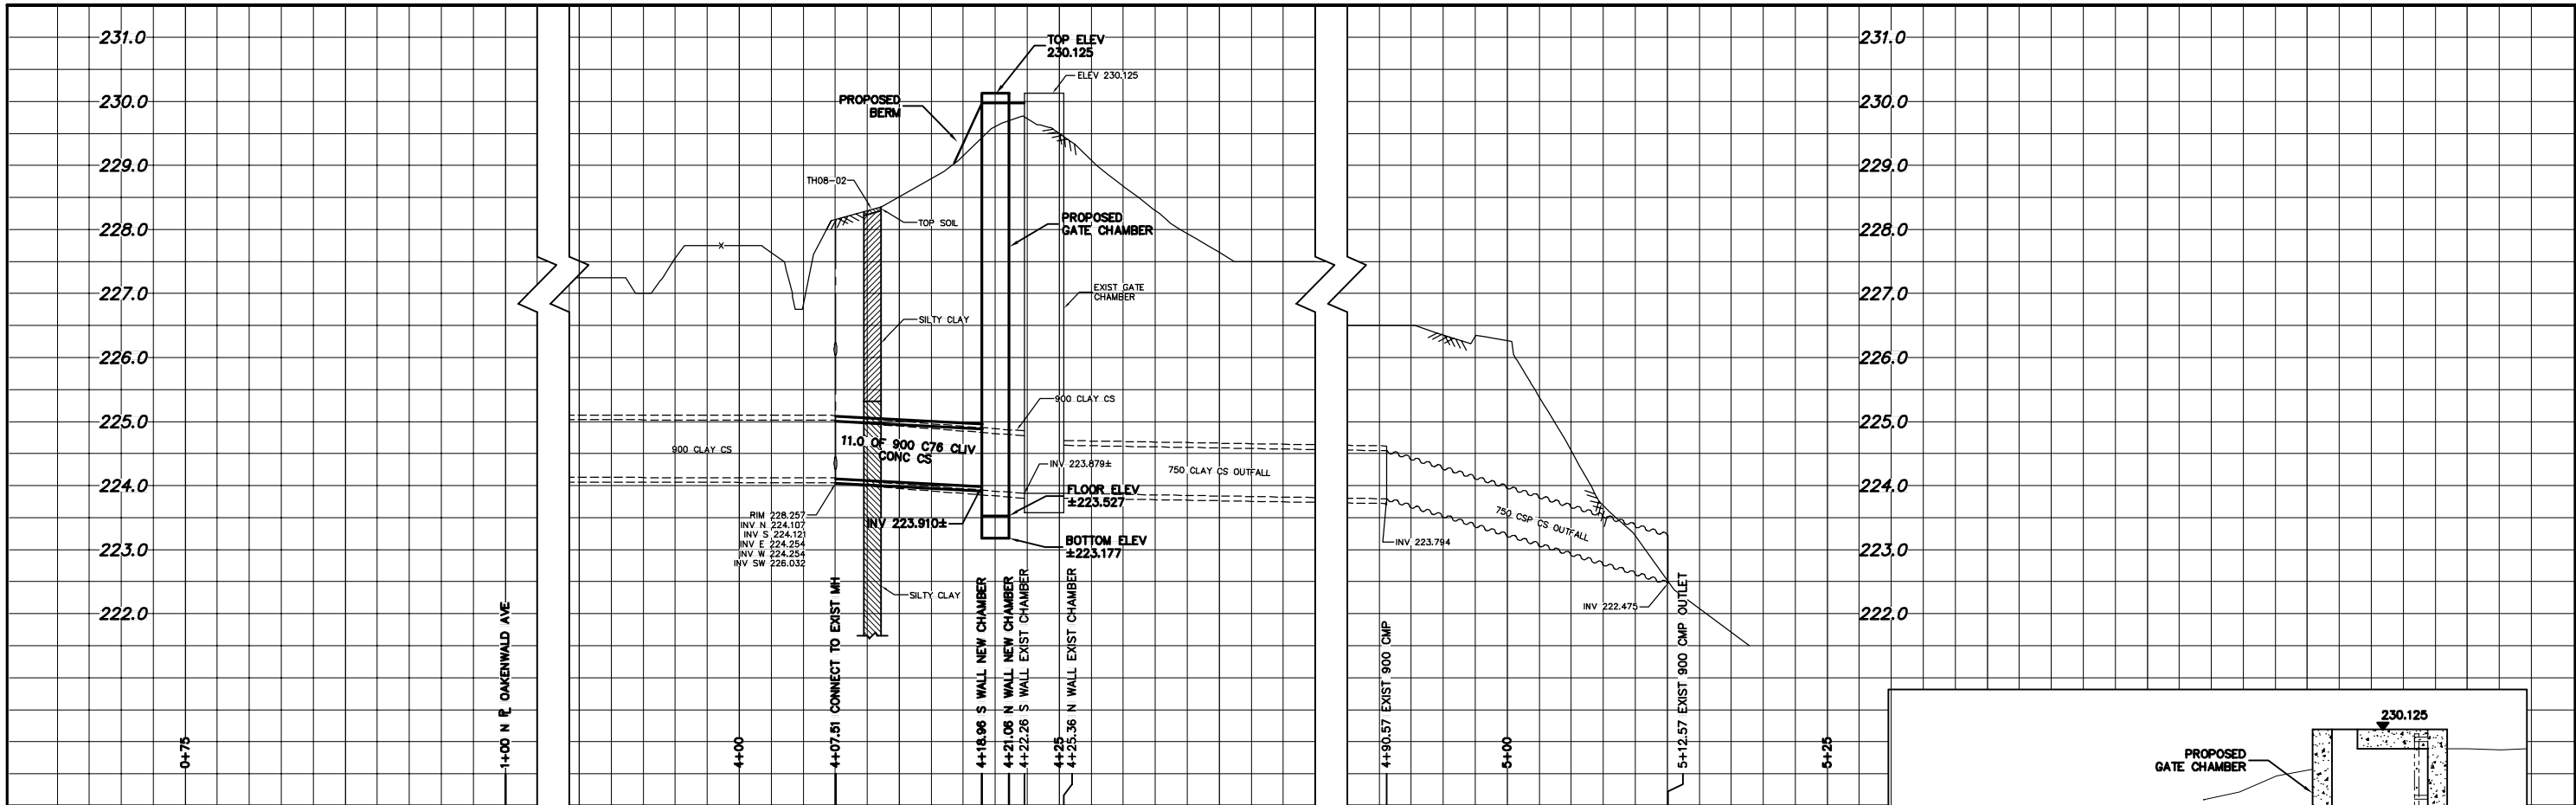 231.0
230.0
229.0
228.0
227.0
226.0
225.0
224.0
223.0
222.0
0+75
1+00 N PL OAKENWALD AVE
TOP ELEV
230.125
ELEV 230.125
PROPOSED
BERM
TH08-02
TOP SOIL
PROPOSED
GATE CHAMBER
X
EXIST GATE
CHAMBER
SILTY CLAY
900 CLAY CS
900 CLAY CS
11.0 OF 900 C76 CLIV
CONC CS
INV 223.879±
750 CLAY CS OUTFALL
FLOOR ELEV
±223.527
RIM 228.257
INV N 224.107
INV S 224.121
INV E 224.254
INV W 224.254
INV SW 226.032
INV 223.910±
BOTTOM ELEV
±223.177
SILTY CLAY
4+00
4+07.51 CONNECT TO EXIST MH
4+18.96 S WALL NEW CHAMBER
4+21.06 N WALL NEW CHAMBER
4+22.26 S WALL EXIST CHAMBER
4+25
4+25.36 N WALL EXIST CHAMBER
750 CSP CS OUTFALL
INV 223.794
INV 222.475
4+90.57 EXIST 900 CMP
5+00
5+12.57 EXIST 900 CMP OUTLET
5+25
231.0
230.0
229.0
228.0
227.0
226.0
225.0
224.0
223.0
222.0
230.125
PROPOSED
GATE CHAMBER